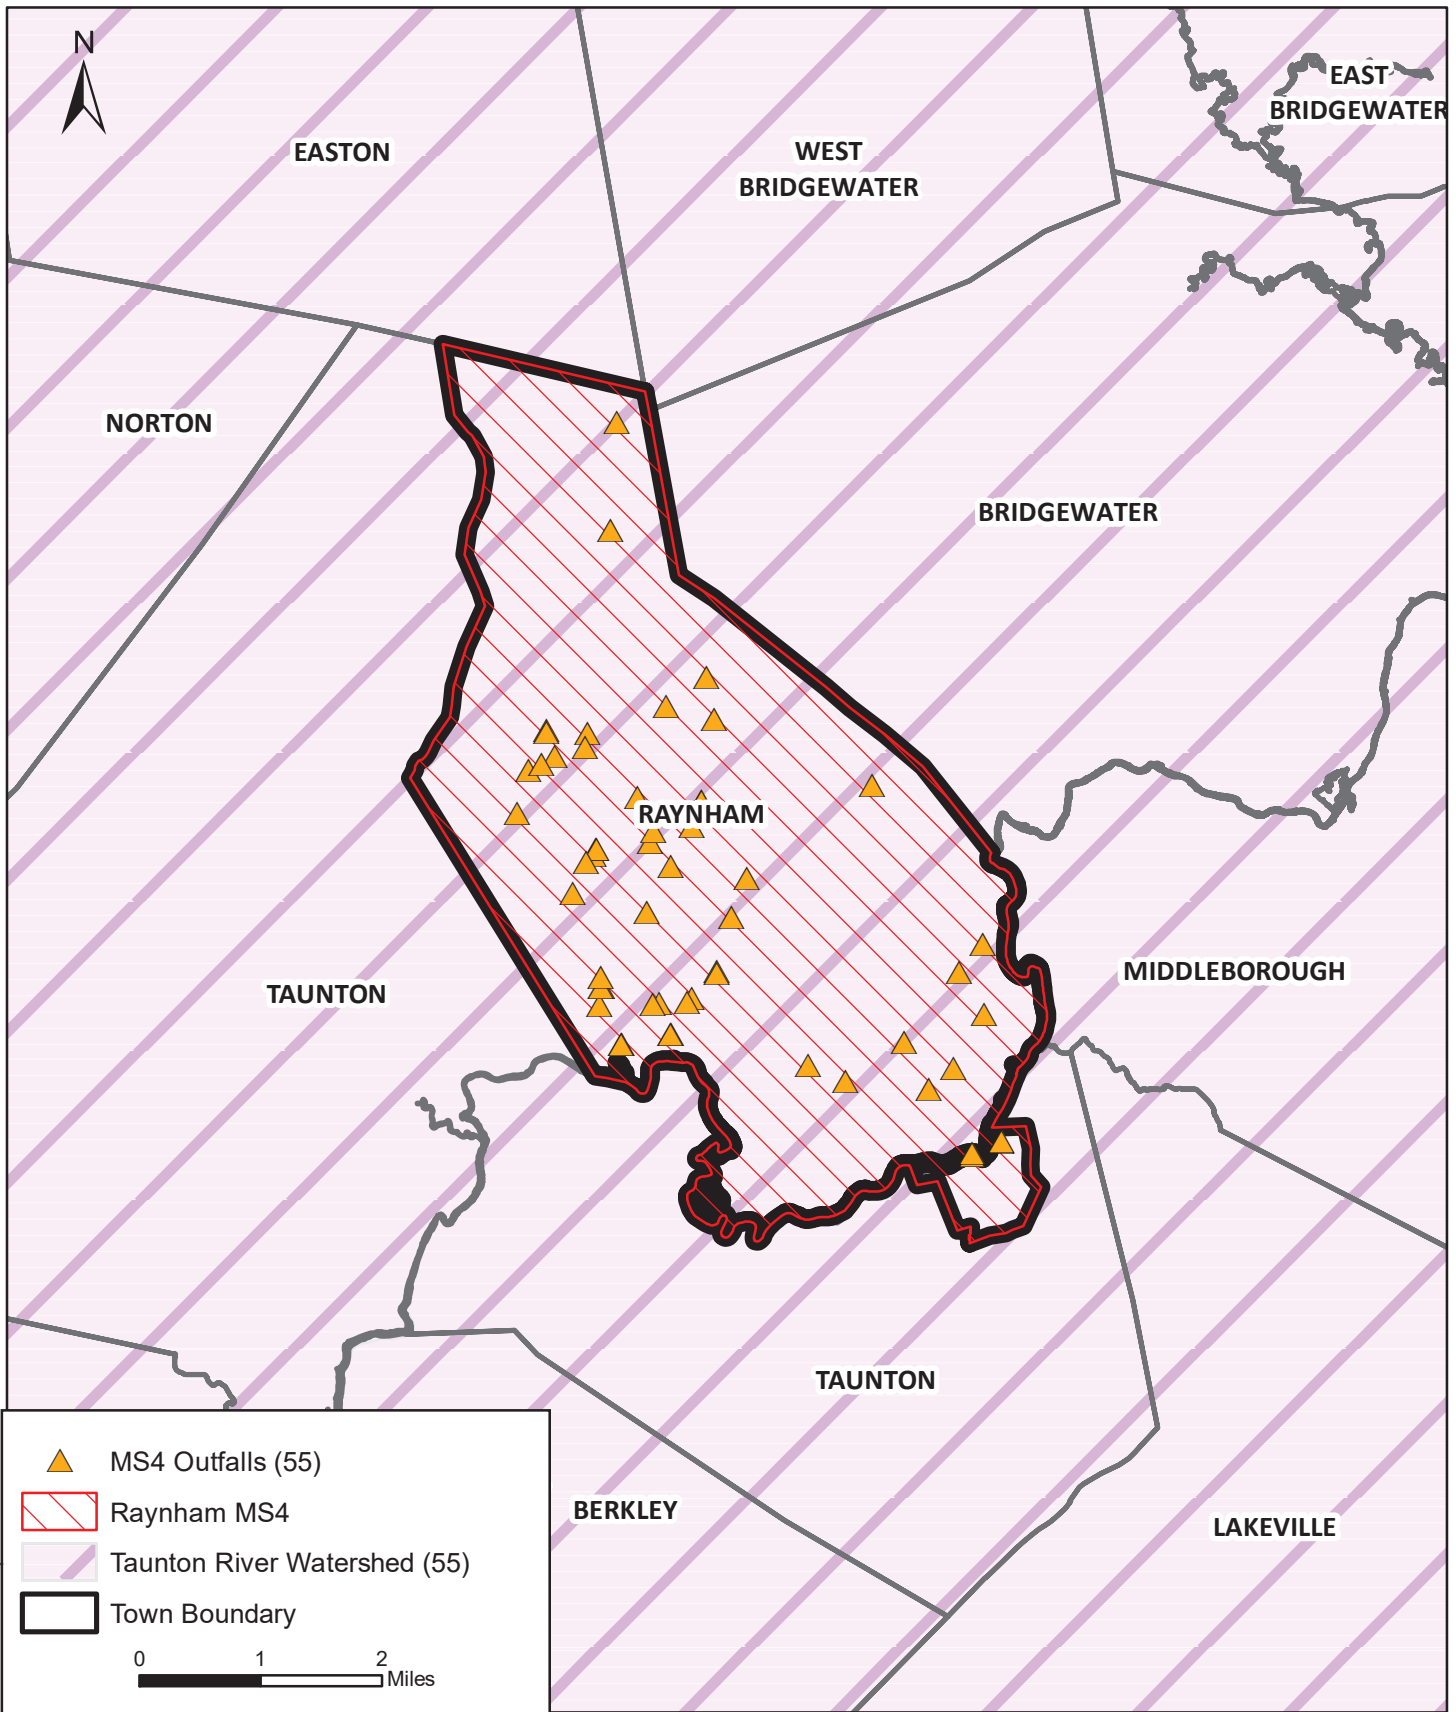 N
EAST
BRIDGEWATER
EASTON
WEST
BRIDGEWATER
NORTON
BRIDGEWATER
RAYNHAM
MIDDLEBOROUGH
TAUNTON
TAUNTON
BERKLEY
LAKEVILLE
MS4 Outfalls (55)
Raynham MS4
Taunton River Watershed (55)
Town Boundary
0 1 2
Miles